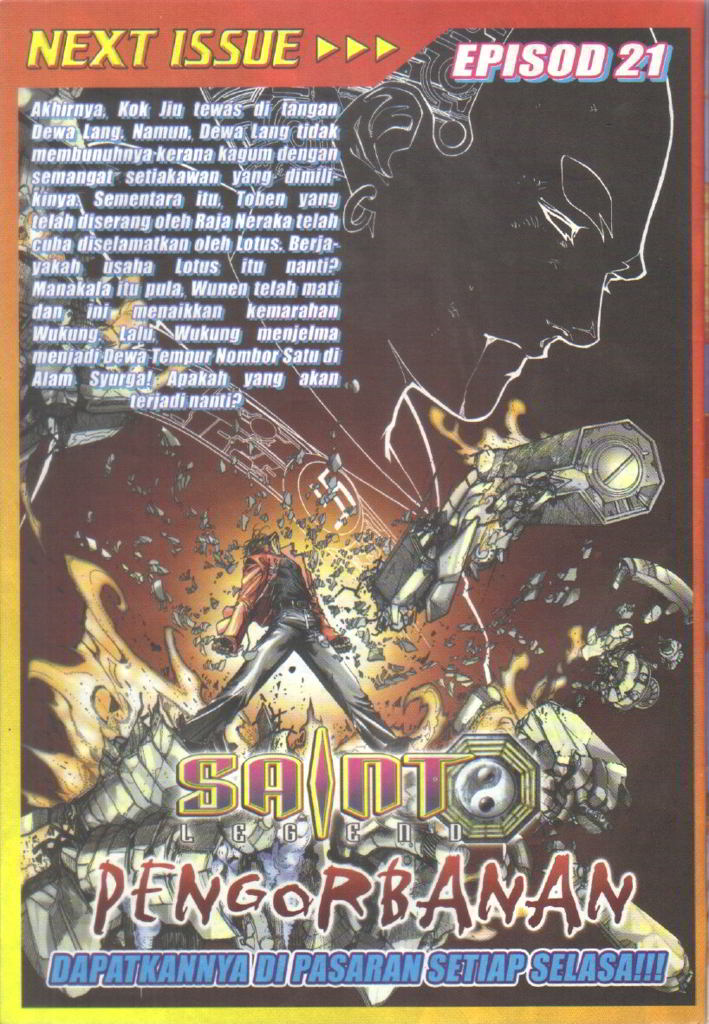 NEXT ISSUE
EPISOD 21
Akhirnya, Kok Jiu tewas di tangan
Dewa Lang. Namun, Dewa Lang tidak
membunuhnya kerana kagum dengan
semangat setiakawan yang dimili-
kinya. Sementara itu, Toben yang
telah diserang oleh Raja Neraka telah
cuba diselamatkan oleh Lotus. Berja-
yakah usaha Lotus itu nanti?
Manakala itu pula, Wunen telah mati
dan ini menaikkan kemarahan
Wukung. Lalu, Wukung menjelma
menjadi Dewa Tempur Nombor Satu di
Alam Syurga! Apakah yang akan
terjadi nanti?
SAINT
LEGEND
PENGORBANAN
DAPATKANNYA DI PASARAN SETIAP SELASA!!!